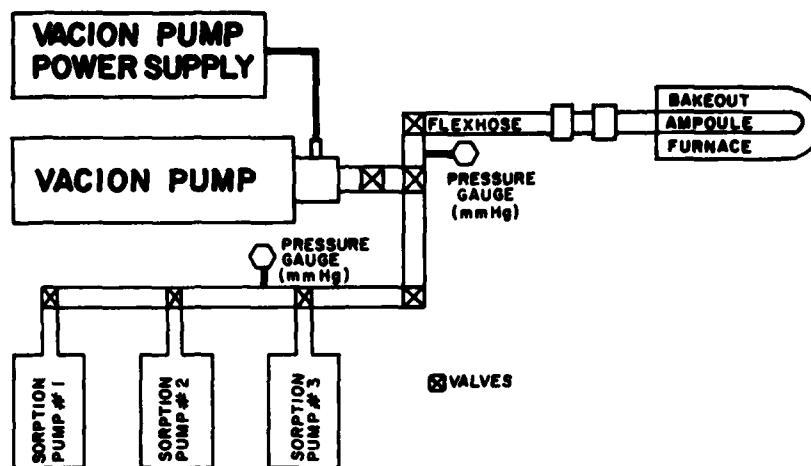 VACION PUMP
POWER SUPPLY
BAKEOUT
FLEXHOSE
AMPOULE
FURNACE
VACION PUMP
PRESSURE
GAUGE
(mmHg)
PRESSURE
GAUGE
(mmHg)
SORPTION
PUMP #1
SORPTION
PUMP #2
SORPTION
PUMP #3
VALVES